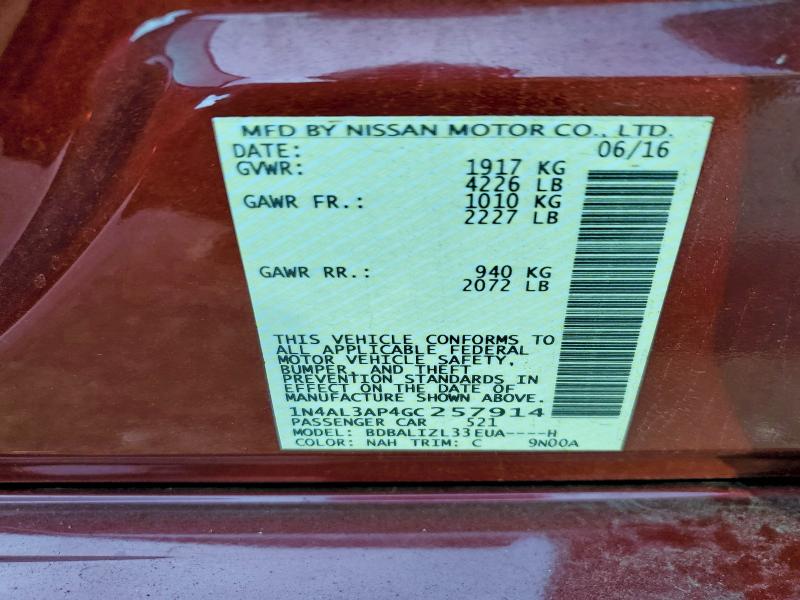 MFD BY NISSAN MOTOR CO., LTD.
DATE: 06/16
GVWR: 1917 KG
4226 LB
GAWR FR.: 1010 KG
2227 LB
GAWR RR.: 940 KG
2072 LB
THIS VEHICLE CONFORMS TO
ALL APPLICABLE FEDERAL
MOTOR VEHICLE SAFETY,
BUMPER, AND THEFT
PREVENTION STANDARDS IN
EFFECT ON THE DATE OF
MANUFACTURE SHOWN ABOVE.
1N4AL3AP4GC257914
PASSENGER CAR 521
MODEL: BDBALIZL33EUA----H
COLOR: NAH TRIM: C 9N00A